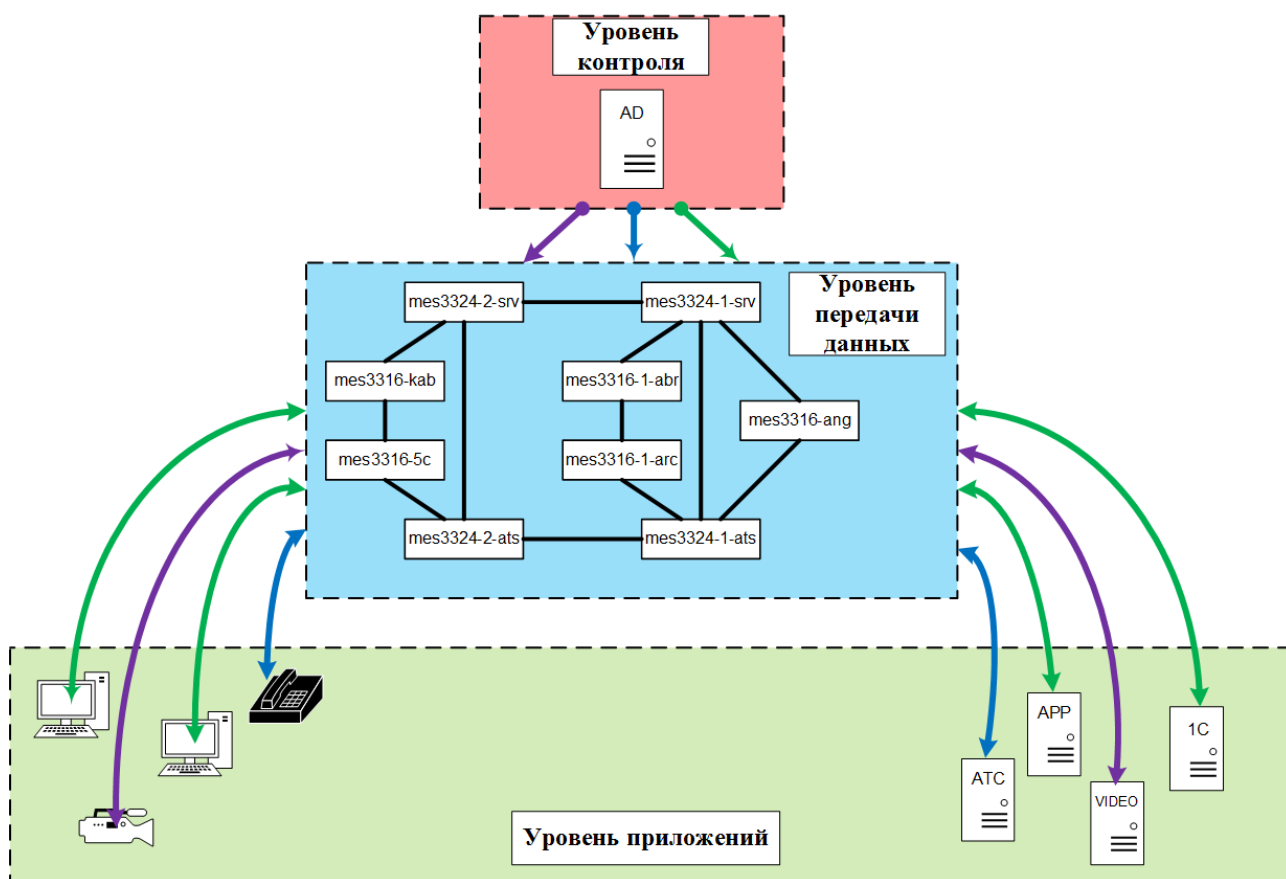 Уровень
контроля
AD
Уровень
передачи
данных
mes3324-2-srv
mes3324-1-srv
mes3316-kab
mes3316-1-abr
mes3316-ang
mes3316-5c
mes3316-1-arc
mes3324-2-ats
mes3324-1-ats
APP
1C
ATC
VIDEO
Уровень приложений